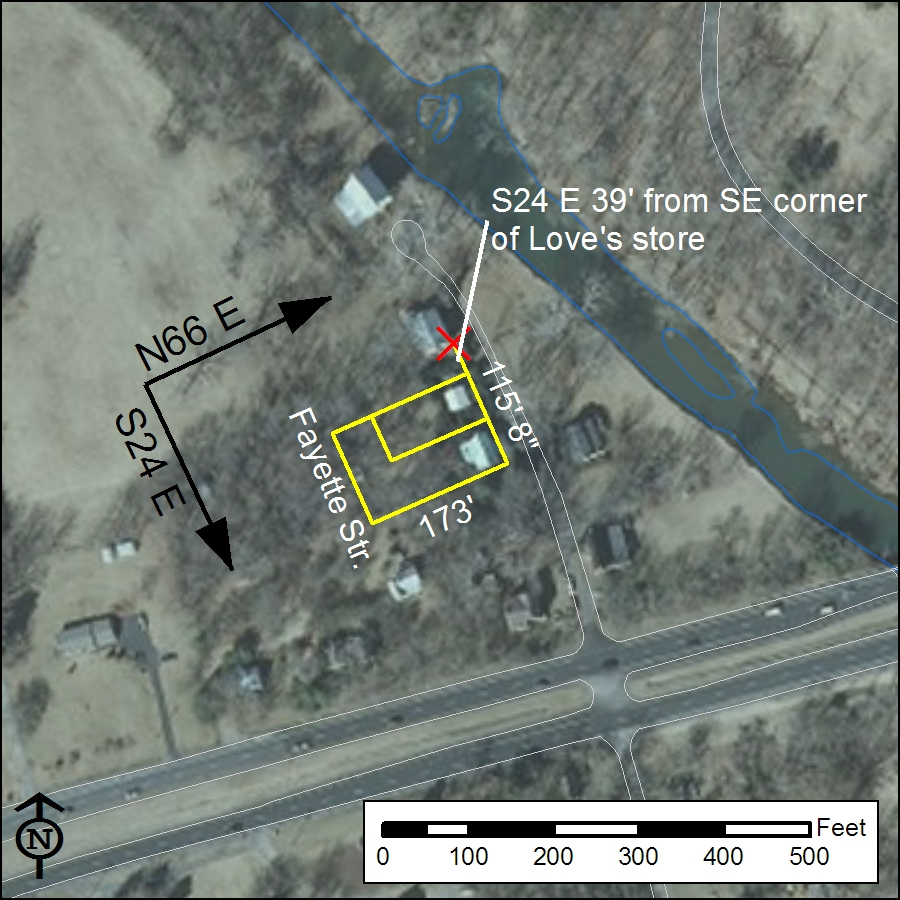 S24 E 39' from SE corner
of Love's store
N66 E
S24 E
115' 8"
Fayette Str.
173'
N
Feet
0 100 200 300 400 500